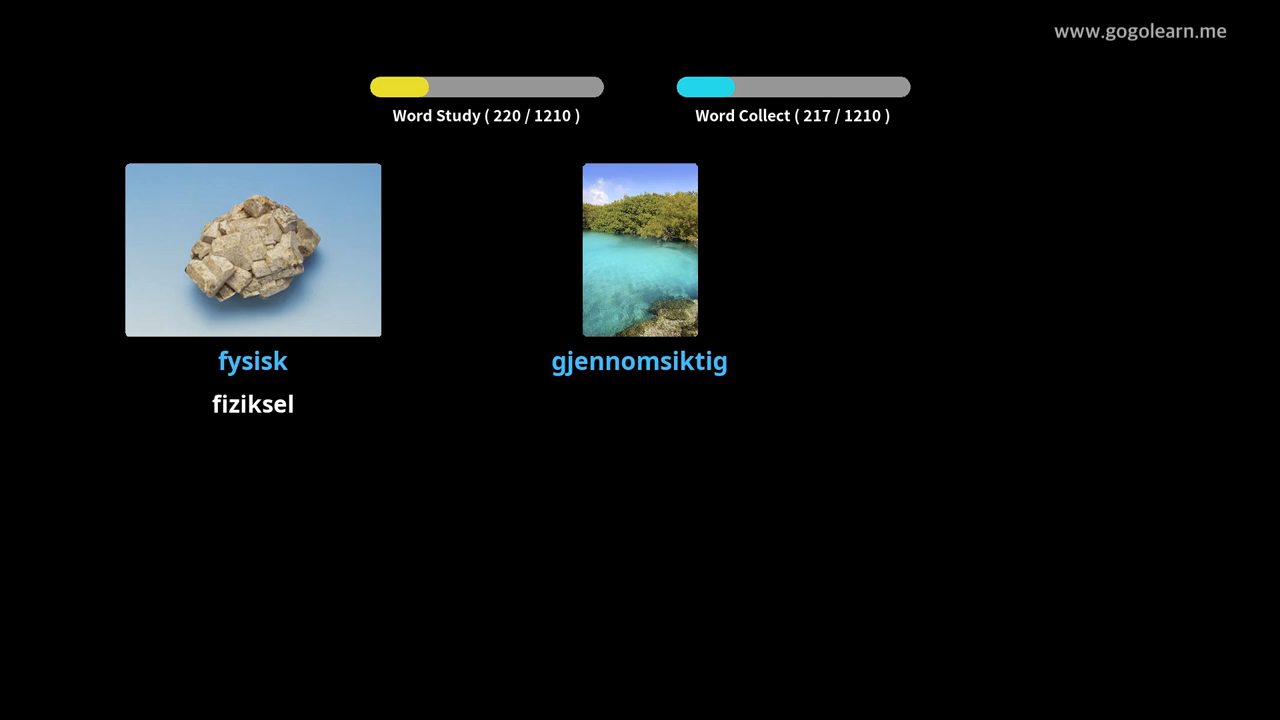 www.gogolearn.me
Word Study ( 220 / 1210 )
Word Collect ( 217 / 1210 )
fysisk
gjennomsiktig
fiziksel